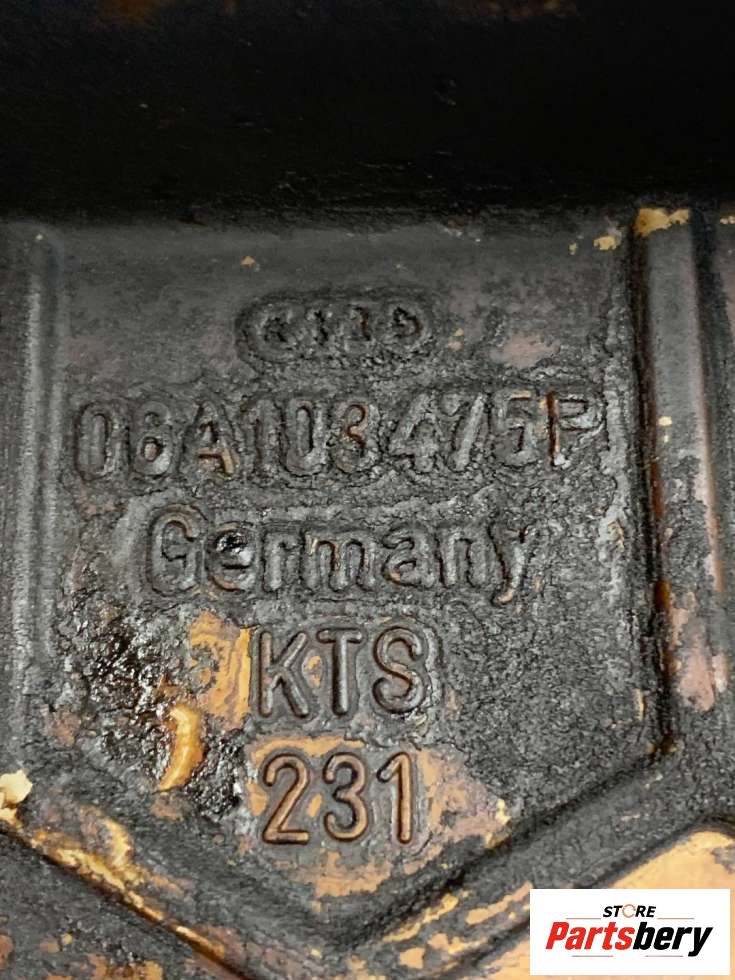 06A103475P
Germany
KTS
231
STORE
Partsbery